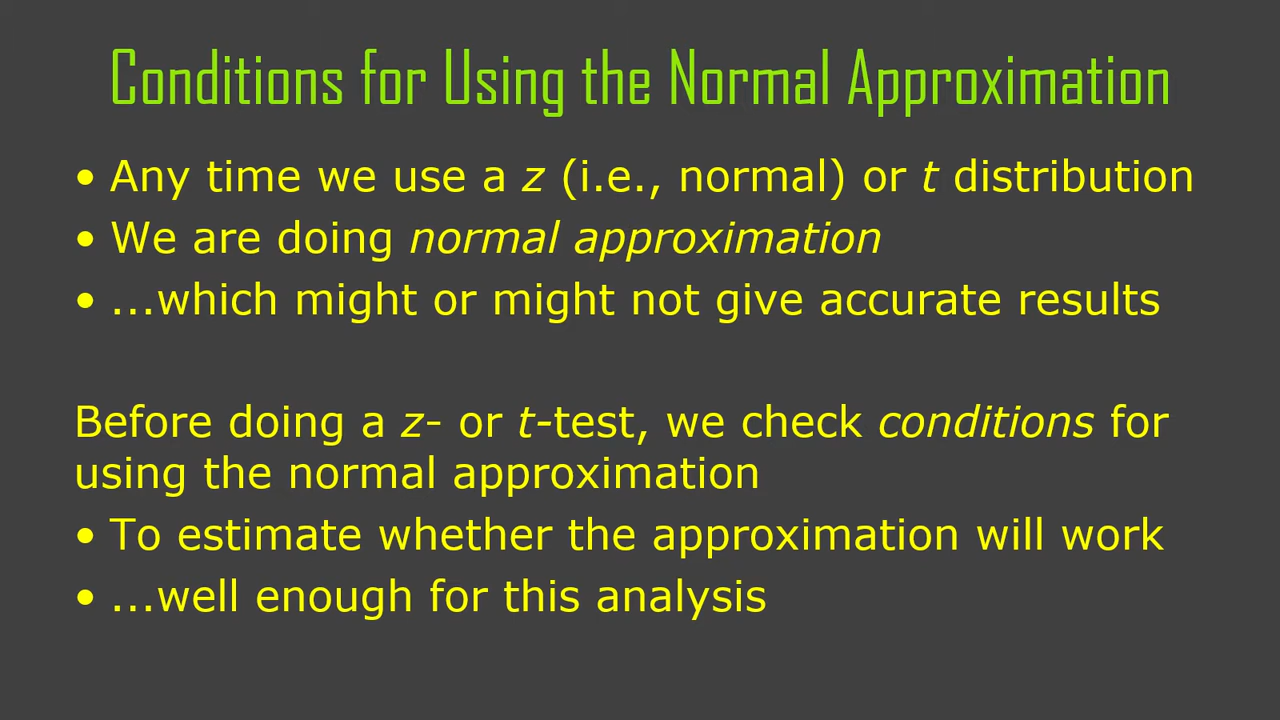 Conditions for Using the Normal Approximation
• Any time we use a z (i.e., normal) or t distribution
• We are doing normal approximation
• ...which might or might not give accurate results
Before doing a z- or t-test, we check conditions for
using the normal approximation
• To estimate whether the approximation will work
• ...well enough for this analysis